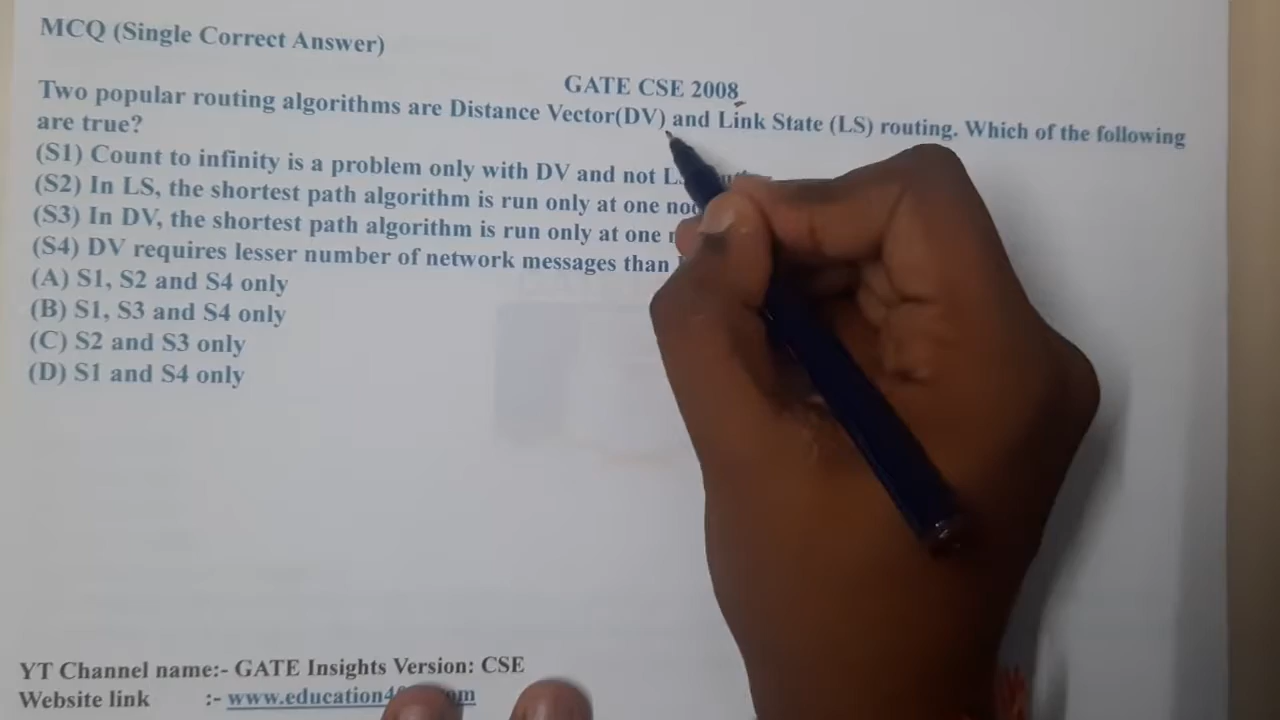 MCQ (Single Correct Answer)
GATE CSE 2008
Two popular routing algorithms are Distance Vector(DV) and Link State (LS) routing. Which of the following
are true?
(S1) Count to infinity is a problem only with DV and not
(S2) In LS, the shortest path algorithm is run only at one
(S3) In DV, the shortest path algorithm is run only at one
(S4) DV requires lesser number of network messages than
(A) S1, S2 and S4 only
(B) S1, S3 and S4 only
(C) S2 and S3 only
(D) S1 and S4 only
YT Channel name:- GATE Insights Version: CSE
Website link :-